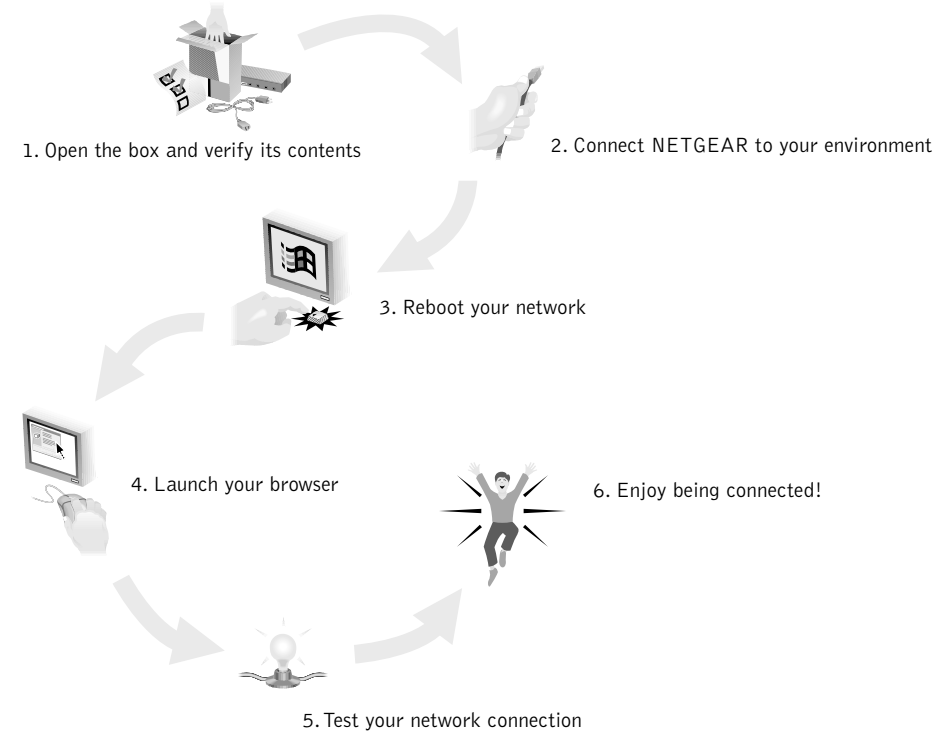 1. Open the box and verify its contents
2. Connect NETGEAR to your environment
3. Reboot your network
4. Launch your browser
6. Enjoy being connected!
5. Test your network connection